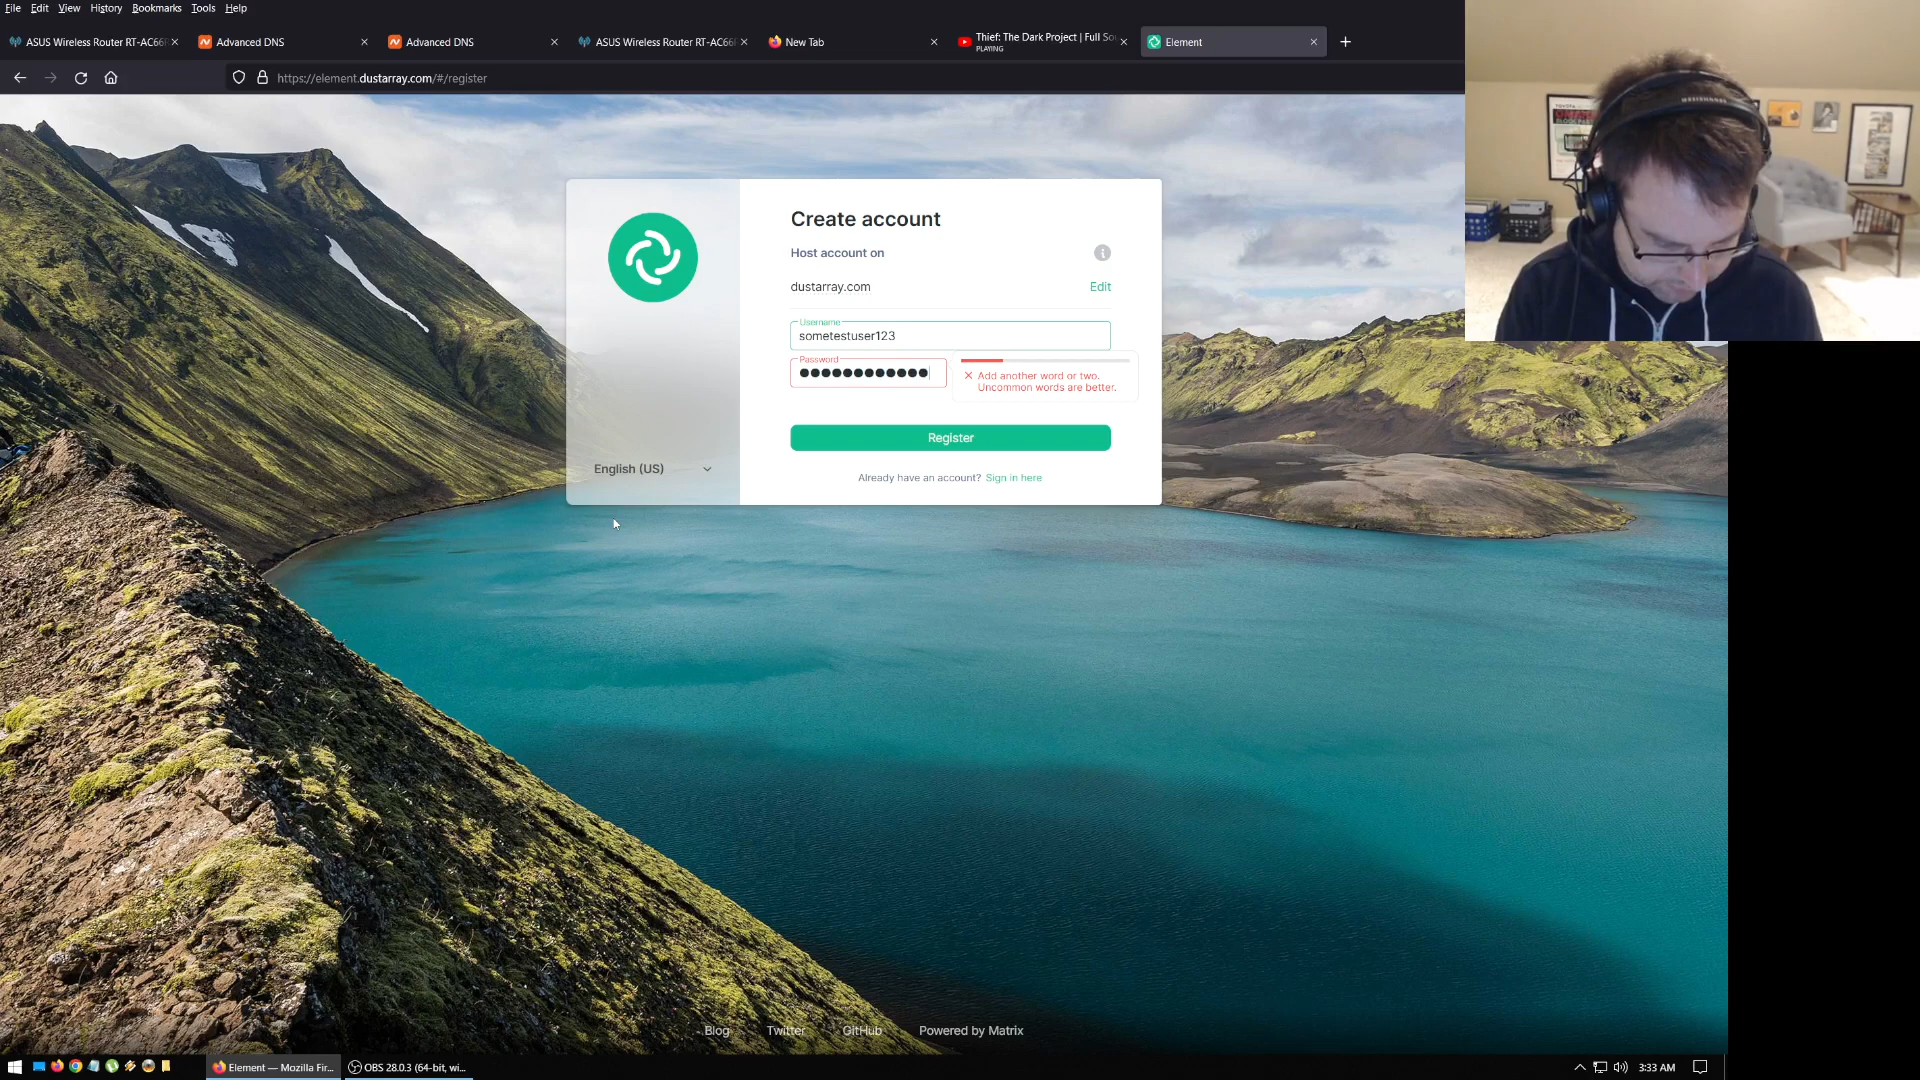 File Edit View History Bookmarks Tools Help
ASUS Wireless Router RT-AC66
Advanced DNS
Advanced DNS
ASUS Wireless Router RT-AC66
New Tab
Thief: The Dark Project | Full Sou
PLAYING
Element
https://element.dustarray.com/#/register
Create account
Host account on
dustarray.com
Edit
Username
sometestuser123
Password
Add another word or two.
Uncommon words are better.
Register
English (US)
Already have an account? Sign in here
Blog Twitter GitHub Powered by Matrix
Element — Mozilla Fir...
OBS 28.0.3 (64-bit, wi...
3:33 AM